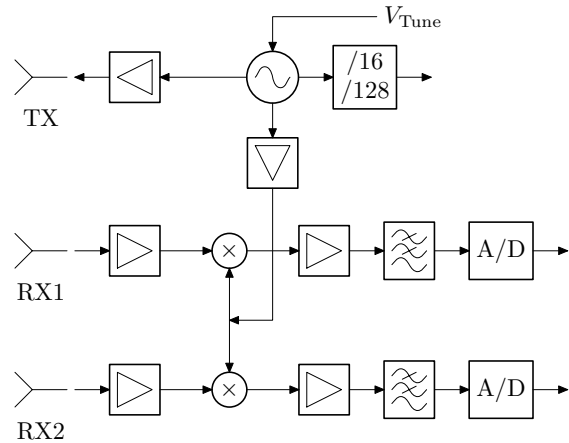 V_Tune
/16
/128
TX
×
A/D
RX1
×
A/D
RX2